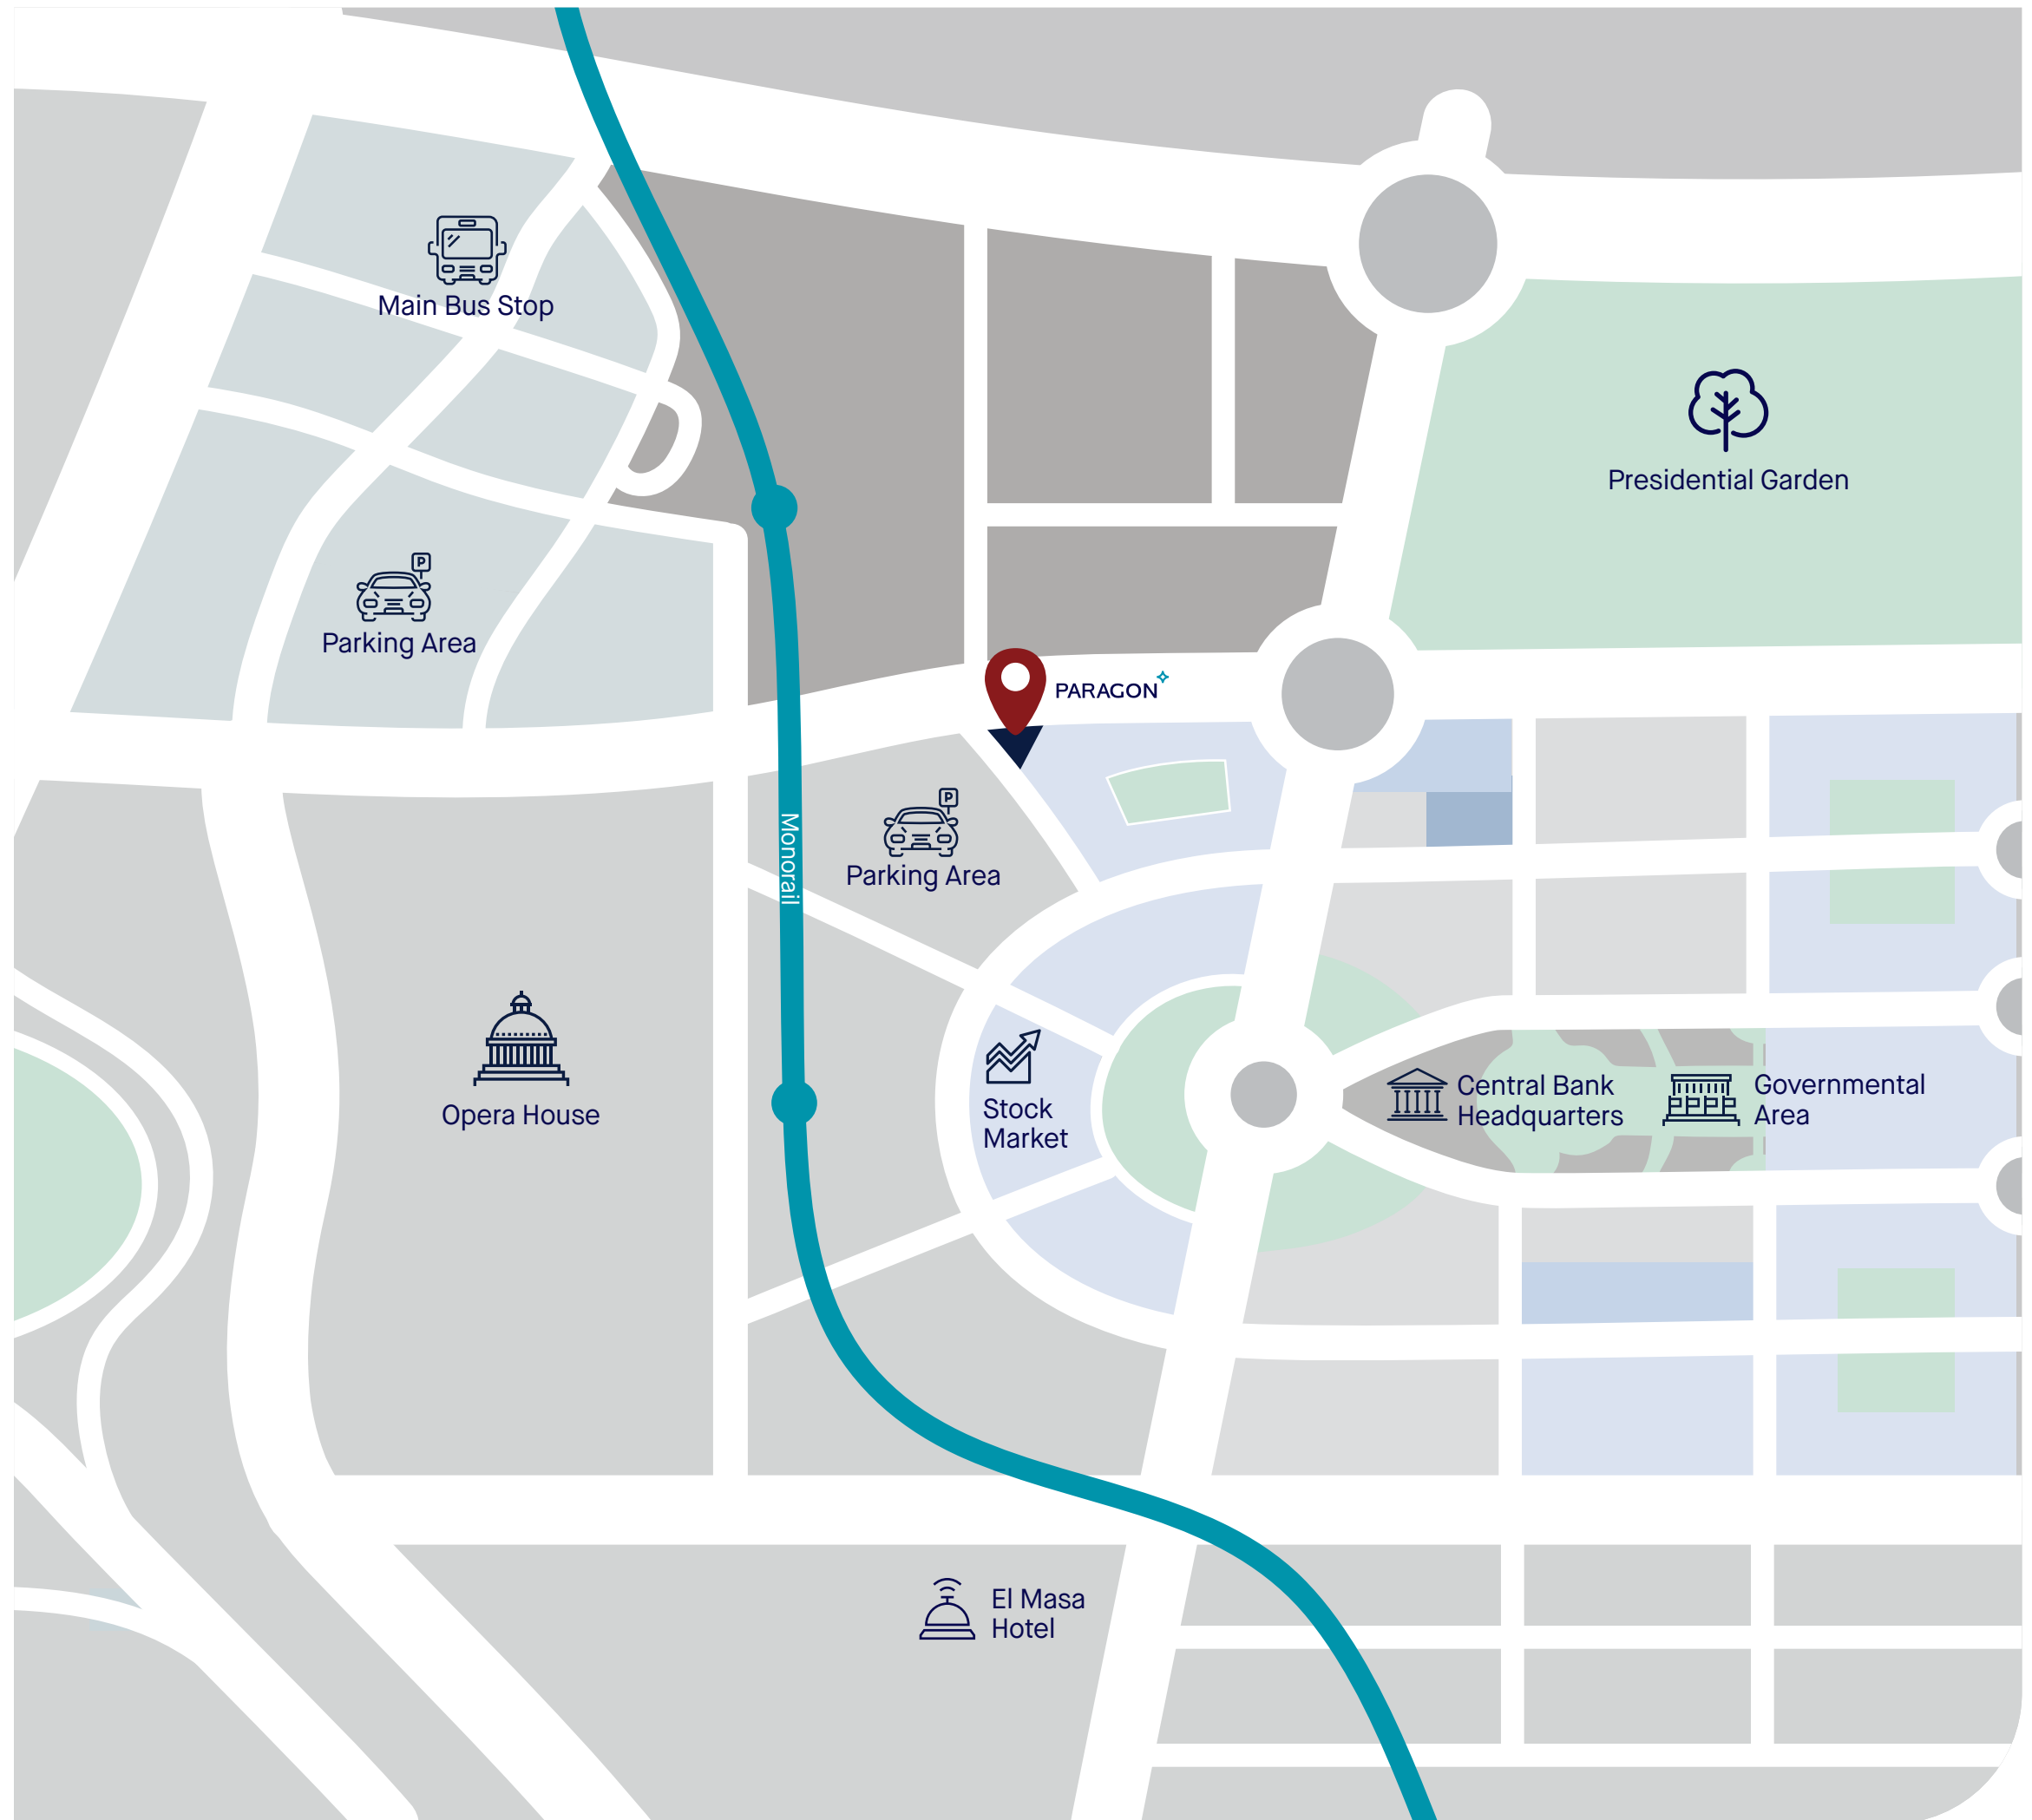 Main Bus Stop
Presidential Garden
P
Parking Area
PARAGON
P
Parking Area
Monorail
Opera House
Stock
Market
Central Bank
Headquarters
Governmental
Area
El Masa
Hotel